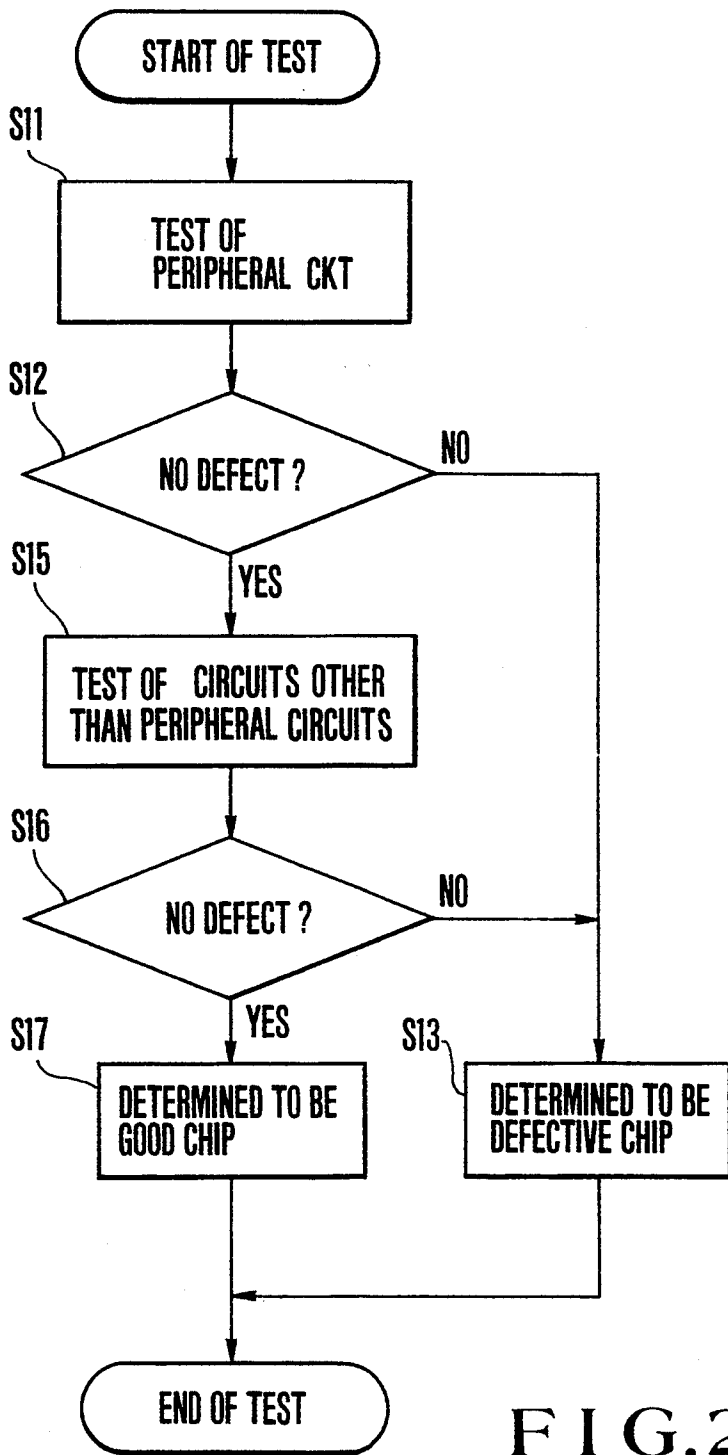 START OF TEST
S11
TEST OF
PERIPHERAL CKT
S12
NO DEFECT ?
NO
YES
S15
TEST OF CIRCUITS OTHER
THAN PERIPHERAL CIRCUITS
S16
NO DEFECT ?
NO
YES
S17
DETERMINED TO BE
GOOD CHIP
S13
DETERMINED TO BE
DEFECTIVE CHIP
END OF TEST
FIG.2